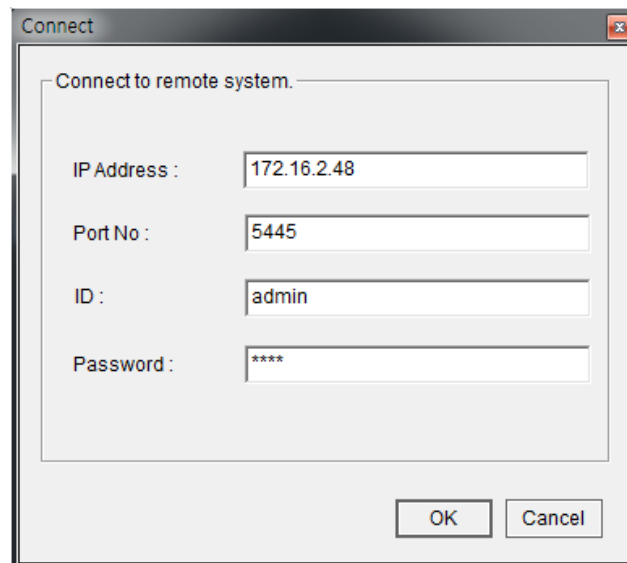 Connect
Connect to remote system.
IP Address : 172.16.2.48
Port No : 5445
ID : admin
Password : ****
OK Cancel